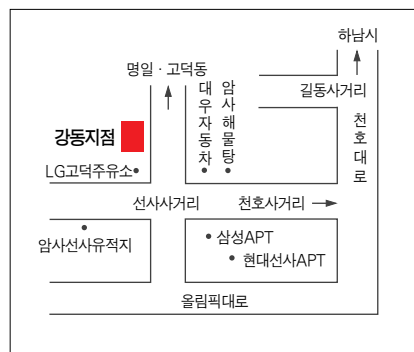 하남시
명일·고덕동
길동사거리
대우자동차
암사해물탕
천호대로
강동지점
LG고덕주유소
선사사거리
천호사거리
암사선사유적지
삼성APT
현대선사APT
올림픽대로